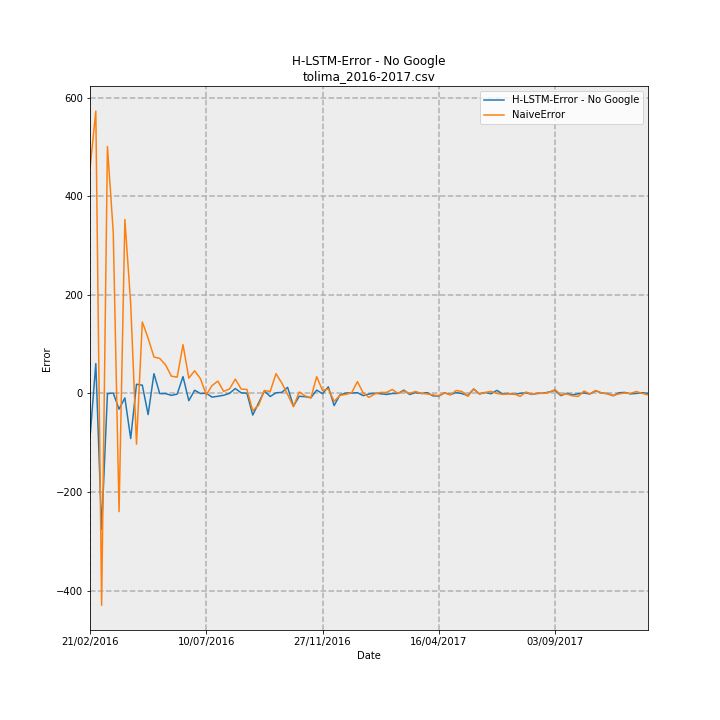 H-LSTM-Error - No Google
tolima_2016-2017.csv
H-LSTM-Error - No Google
NaiveError
600
400
200
0
−200
−400
Error
21/02/2016
10/07/2016
27/11/2016
16/04/2017
03/09/2017
Date